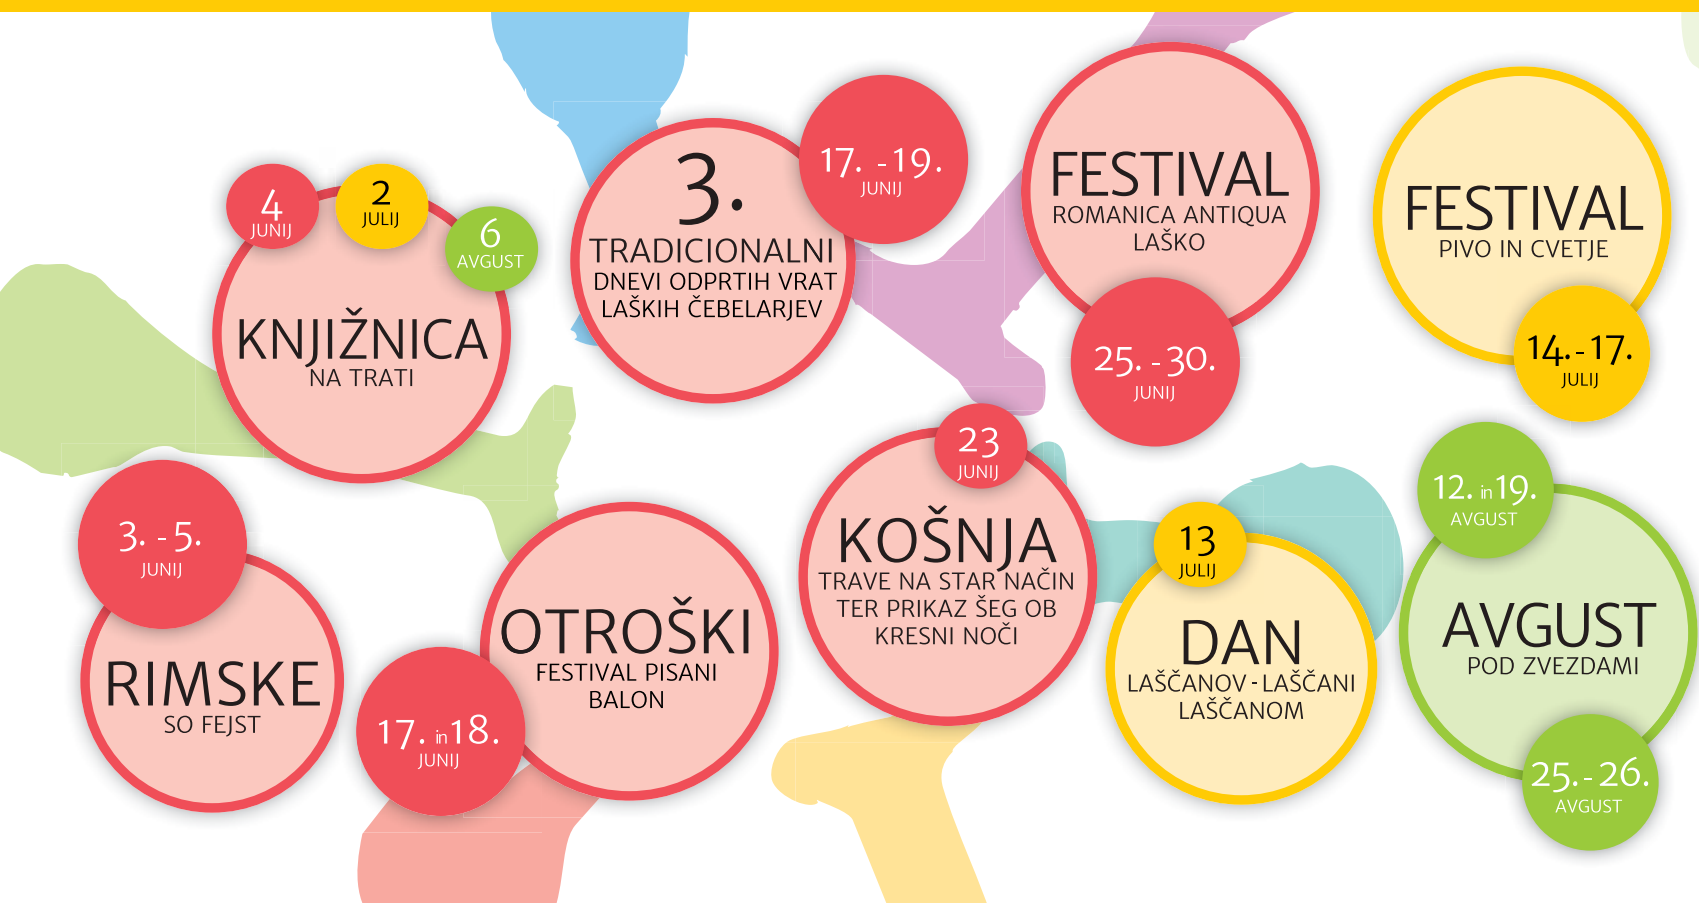 4
JUNIJ
2
JULIJ
6
AVGUST
KNJIŽNICA
NA TRATI
3.
TRADICIONALNI
DNEVI ODPRTIH VRAT
LAŠKIH ČEBELARJEV
17. - 19.
JUNIJ
FESTIVAL
ROMANICA ANTIQUA
LAŠKO
25. - 30.
JUNIJ
FESTIVAL
PIVO IN CVETJE
14. - 17.
JULIJ
3. - 5.
JUNIJ
RIMSKE
SO FEJST
OTROŠKI
FESTIVAL PISANI
BALON
17. in 18.
JUNIJ
23
JUNIJ
KOŠNJA
TRAVE NA STAR NAČIN
TER PRIKAZ ŠEG OB
KRESNI NOČI
13
JULIJ
DAN
LAŠČANOV - LAŠČANI
LAŠČANOM
12. in 19.
AVGUST
AVGUST
POD ZVEZDAMI
25. - 26.
AVGUST